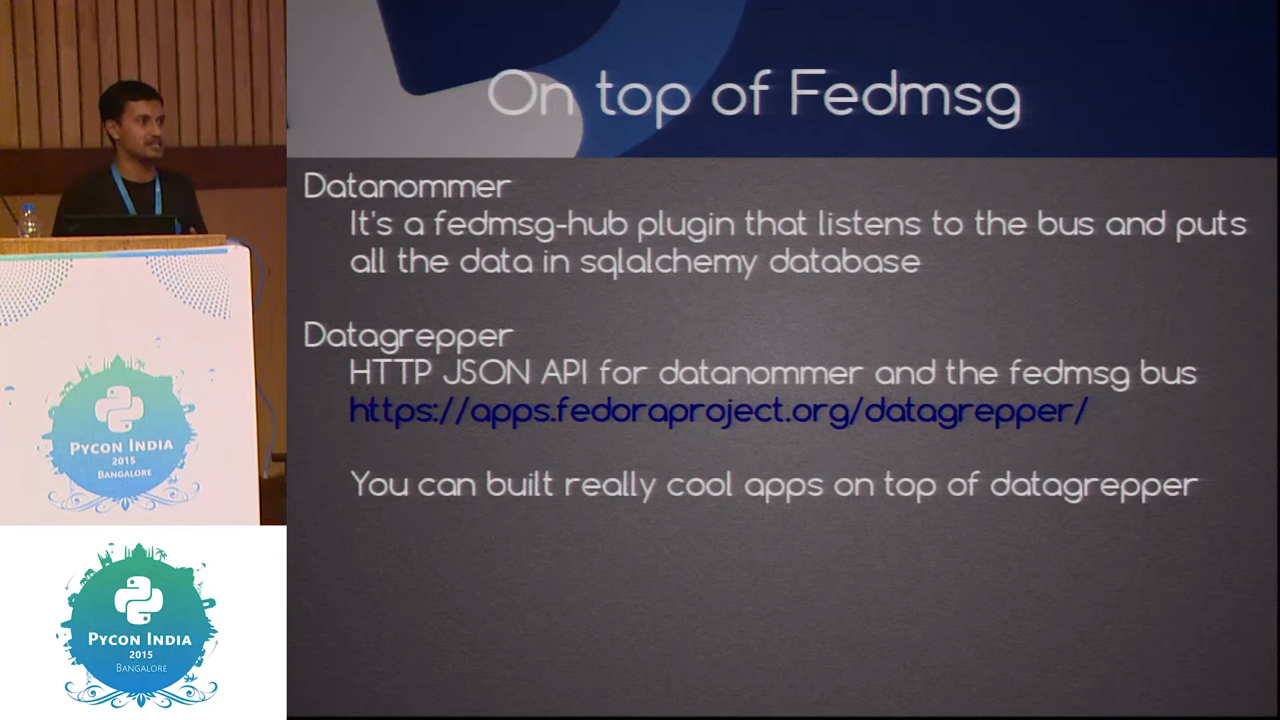 On top of Fedmsg
Datanommer
It's a fedmsg-hub plugin that listens to the bus and puts
all the data in sqlalchemy database
Datagrepper
HTTP JSON API for datanommer and the fedmsg bus
https://apps.fedoraproject.org/datagrepper/
You can built really cool apps on top of datagrepper
PYCON INDIA
2015
BANGALORE
PYCON INDIA
2015
BANGALORE